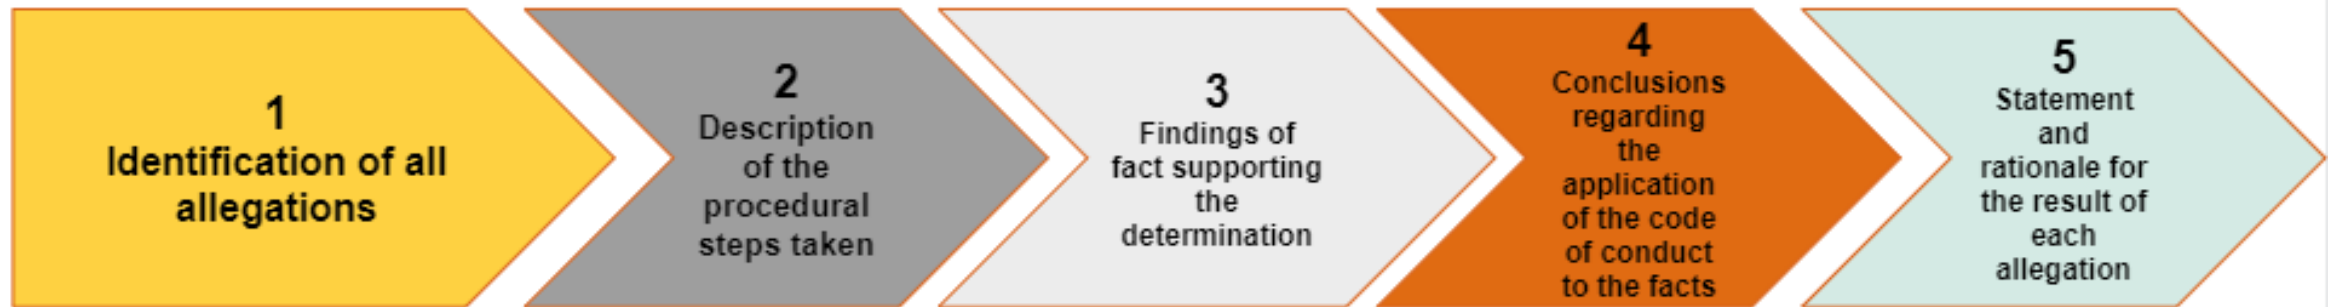 1
Identification of all
allegations
2
Description
of the
procedural
steps taken
3
Findings of
fact supporting
the
determination
4
Conclusions
regarding
the
application
of the code
of conduct
to the facts
5
Statement
and
rationale for
the result of
each
allegation